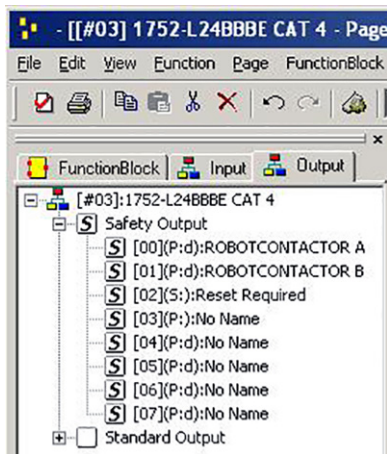 - [[#03] 1752-L24BBBE CAT 4 - Page
File Edit View Function Page FunctionBlock
FunctionBlock Input Output
[#03]:1752-L24BBBE CAT 4
S Safety Output
S [00](P:d):ROBOTCONTACTOR A
S [01](P:d):ROBOTCONTACTOR B
S [02](S:):Reset Required
S [03](P:):No Name
S [04](P:d):No Name
S [05](P:d):No Name
S [06](P:d):No Name
S [07](P:d):No Name
Standard Output